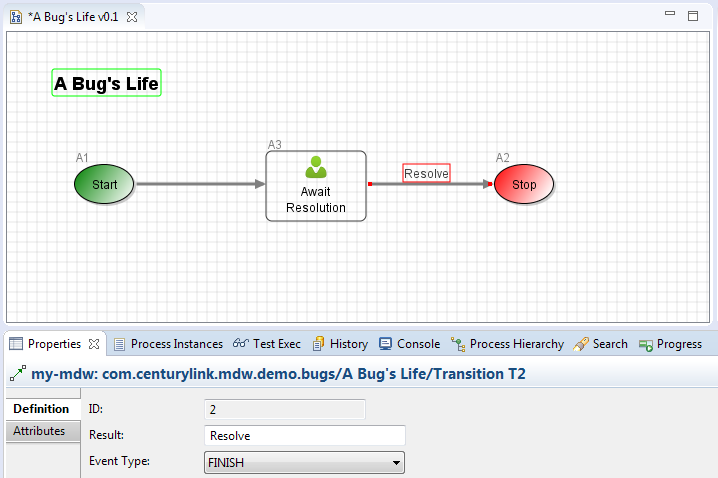 *A Bug's Life v0.1
A Bug's Life
A1
A3
A2
Start
Await
Resolution
Resolve
Stop
Properties Process Instances Test Exec History Console Process Hierarchy Search Progress
my-mdw: com.centurylink.mdw.demo.bugs/A Bug's Life/Transition T2
Definition
Attributes
ID: 2
Result: Resolve
Event Type: FINISH